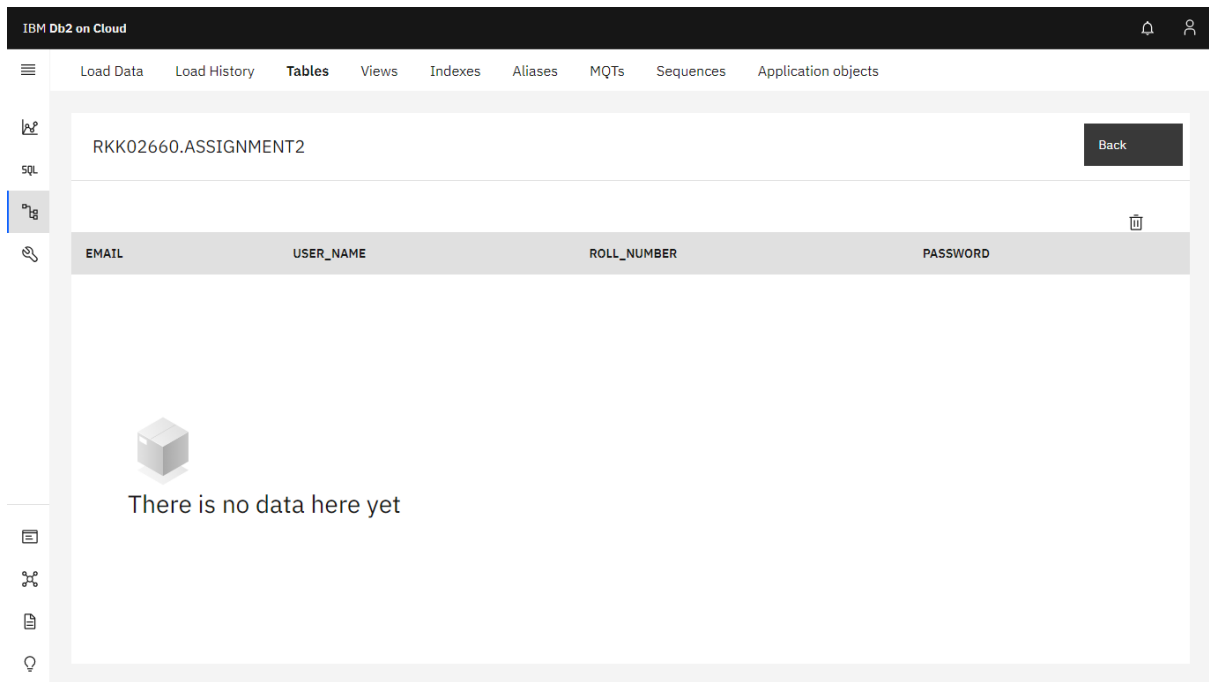 IBM Db2 on Cloud
Load Data Load History Tables Views Indexes Aliases MQTs Sequences Application objects
RKK02660.ASSIGNMENT2
Back
SQL
EMAIL USER_NAME ROLL_NUMBER PASSWORD
There is no data here yet